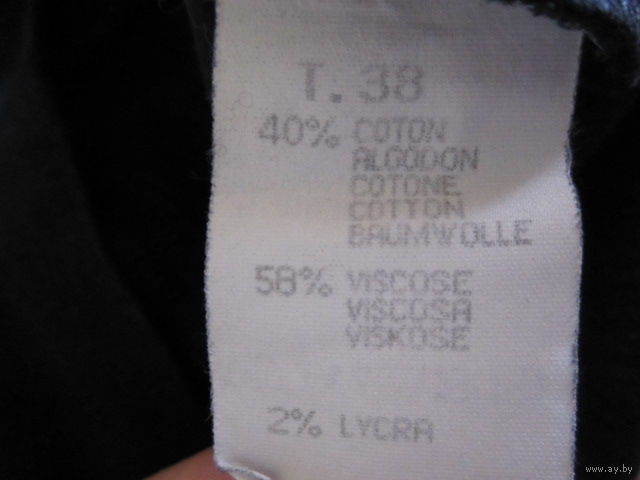 T.38
40% COTON
ALGODON
COTONE
COTTON
BAUMWOLLE
58% VISCOSE
VISCOSA
VISKOSE
2% LYCRA
www.ay.by